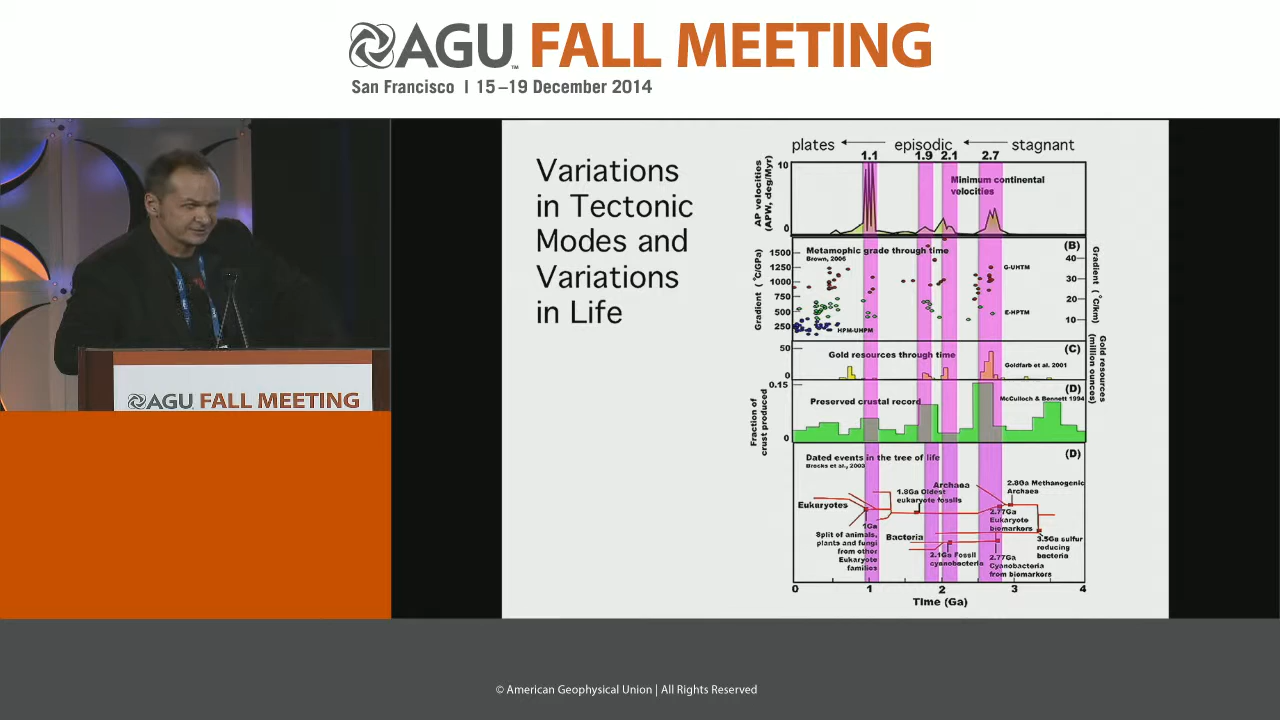 AGU FALL MEETING
San Francisco | 15–19 December 2014
Variations
in Tectonic
Modes and
Variations
in Life
plates episodic stagnant
1.1 1.9 2.1 2.7
10
0
AP velocities
(APW, deg/Myr)
Minimum continental
velocities
Metamophic grade through time
Brown, 2006
(B)
1500
1250
1000
750
500
250
Gradient (°C/GPa)
G-UHTM
E-HPTM
HPM-UHPM
40
30
20
10
Gradient (°C/km)
50
0
Gold resources through time
(C)
Goldfarb et al. 2001
Gold resources
(million ounces)
0.15
0
Fraction of
crust produced
Preserved crustal record
(D)
McCulloch & Bennett 1994
Dated events in the tree of life
Brocks et al., 2003
(D)
Archaea
2.8Ga Methanogenic
Archaea
1.8Ga Oldest
eukaryote fossils
Eukaryotes
2.77Ga
Eukaryote
biomarkers
1Ga
Split of animals,
plants and fungi
from other
Eukaryote
families
Bacteria
3.5Ga sulfur
reducing
bacteria
2.1Ga Fossil
cyanobacteria
2.77Ga
Cyanobacteria
from biomarkers
0 1 2 3 4
Time (Ga)
AGU FALL MEETING
© American Geophysical Union | All Rights Reserved